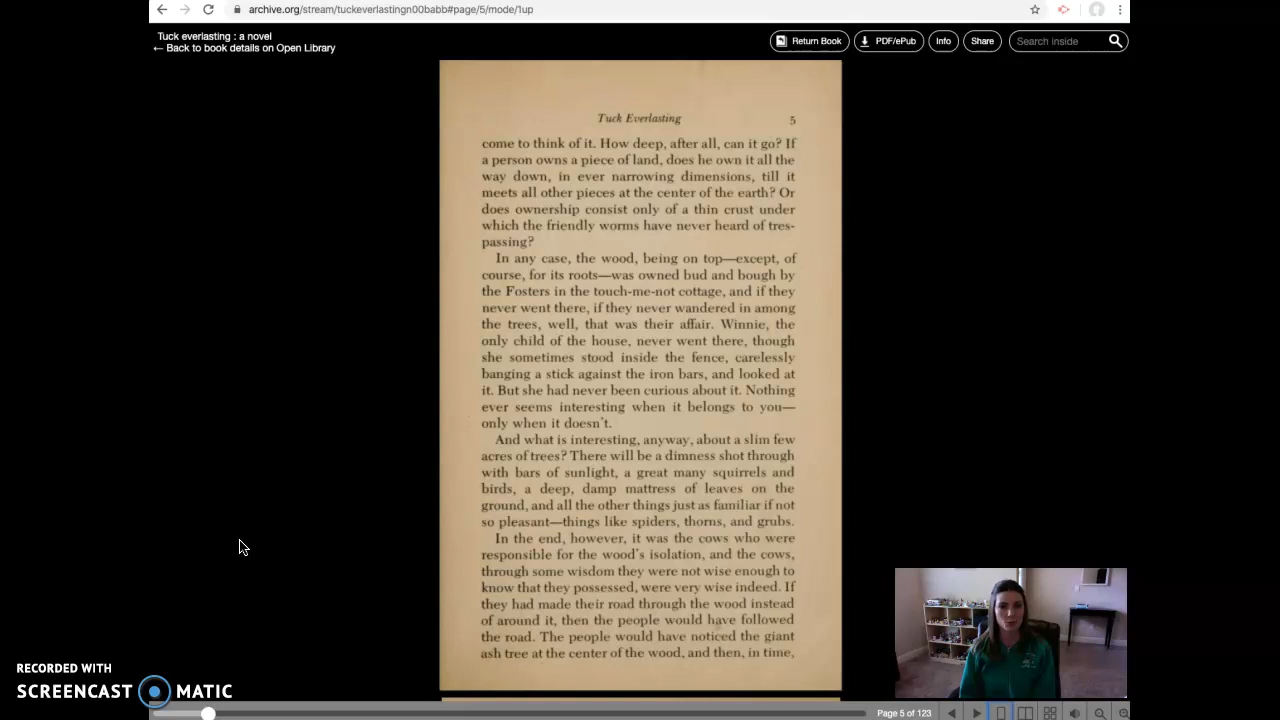 archive.org/stream/tuckeverlastingn00babb#page/5/mode/1up
Tuck everlasting : a novel
← Back to book details on Open Library
Return Book
PDF/ePub
Info
Share
Search inside
Tuck Everlasting 5
come to think of it. How deep, after all, can it go? If
a person owns a piece of land, does he own it all the
way down, in ever narrowing dimensions, till it
meets all other pieces at the center of the earth? Or
does ownership consist only of a thin crust under
which the friendly worms have never heard of tres-
passing?
In any case, the wood, being on top—except, of
course, for its roots—was owned bud and bough by
the Fosters in the touch-me-not cottage, and if they
never went there, if they never wandered in among
the trees, well, that was their affair. Winnie, the
only child of the house, never went there, though
she sometimes stood inside the fence, carelessly
banging a stick against the iron bars, and looked at
it. But she had never been curious about it. Nothing
ever seems interesting when it belongs to you—
only when it doesn't.
And what is interesting, anyway, about a slim few
acres of trees? There will be a dimness shot through
with bars of sunlight, a great many squirrels and
birds, a deep, damp mattress of leaves on the
ground, and all the other things just as familiar if not
so pleasant—things like spiders, thorns, and grubs.
In the end, however, it was the cows who were
responsible for the wood's isolation, and the cows,
through some wisdom they were not wise enough to
know that they possessed, were very wise indeed. If
they had made their road through the wood instead
of around it, then the people would have followed
the road. The people would have noticed the giant
ash tree at the center of the wood, and then, in time,
RECORDED WITH
SCREENCAST MATIC
Page 5 of 123